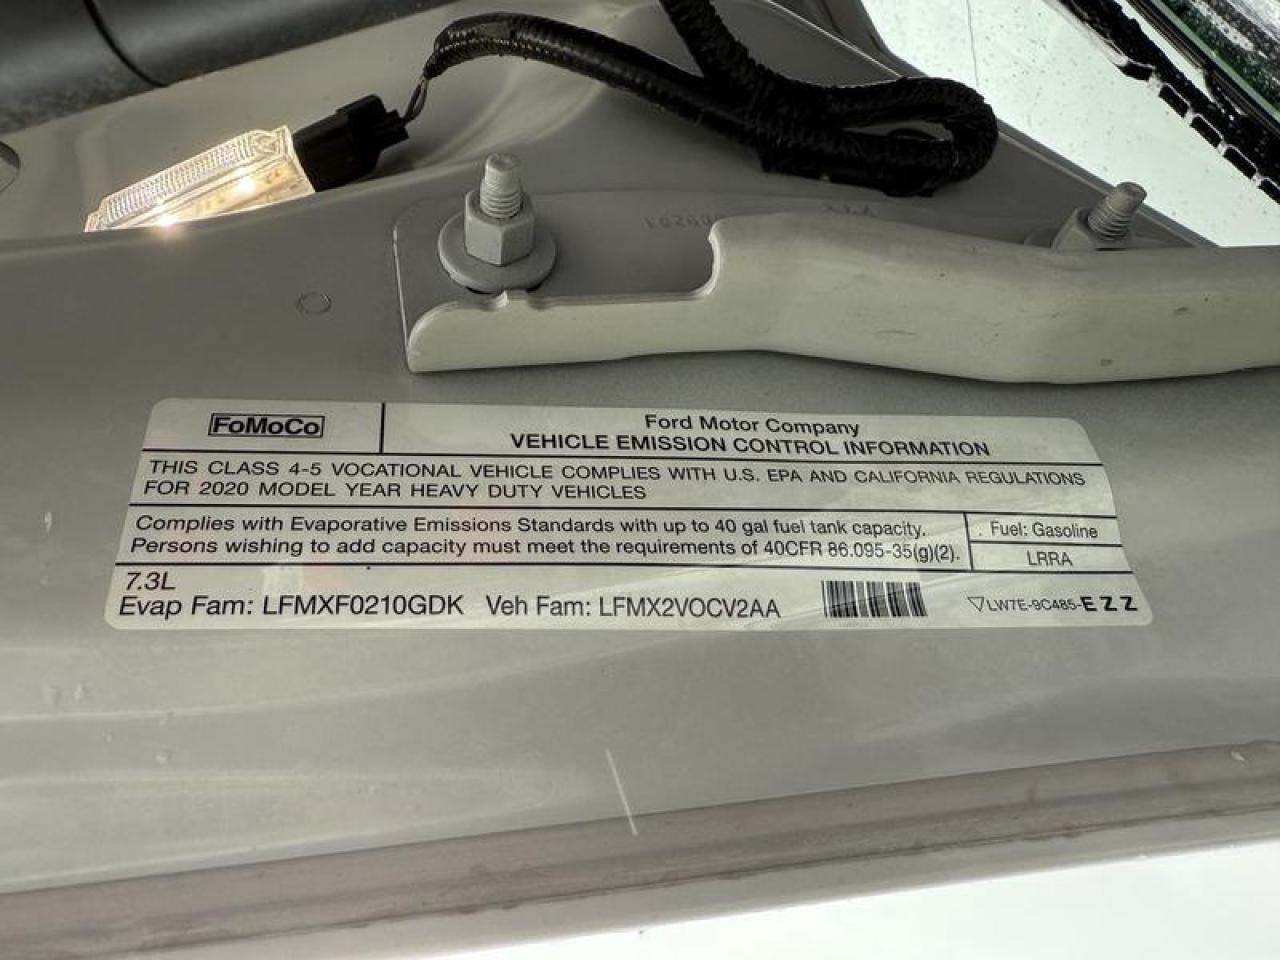 FoMoCo
Ford Motor Company
VEHICLE EMISSION CONTROL INFORMATION
THIS CLASS 4-5 VOCATIONAL VEHICLE COMPLIES WITH U.S. EPA AND CALIFORNIA REGULATIONS
FOR 2020 MODEL YEAR HEAVY DUTY VEHICLES
Complies with Evaporative Emissions Standards with up to 40 gal fuel tank capacity.
Persons wishing to add capacity must meet the requirements of 40CFR 86.095-35(g)(2).
Fuel: Gasoline
LRRA
7.3L
Evap Fam: LFMXF0210GDK Veh Fam: LFMX2VOCV2AA
▽LW7E-9C485-EZZ